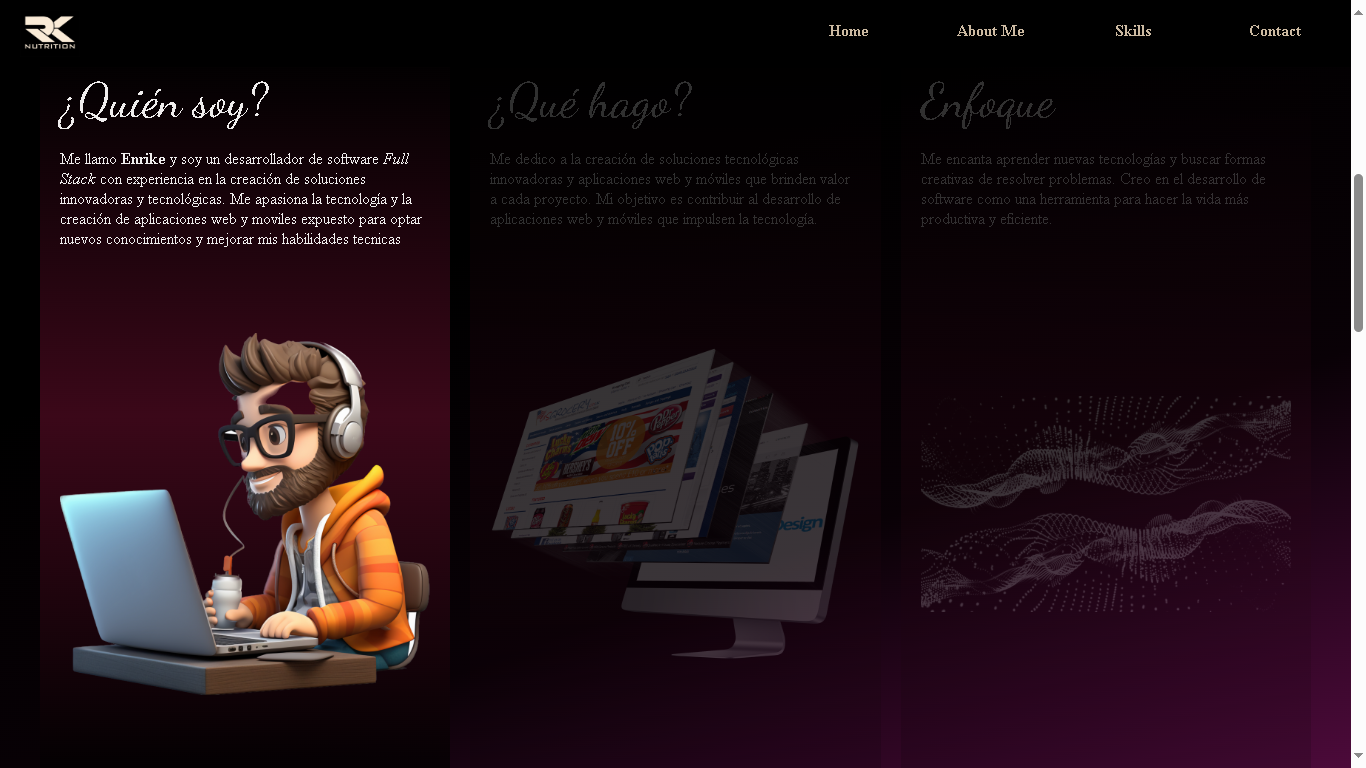 RK
NUTRITION
Home
About Me
Skills
Contact
¿Quién soy?
Me llamo Enrike y soy un desarrollador de software Full
Stack con experiencia en la creación de soluciones
innovadoras y tecnológicas. Me apasiona la tecnología y la
creación de aplicaciones web y moviles expuesto para optar
nuevos conocimientos y mejorar mis habilidades tecnicas
¿Qué hago?
Me dedico a la creación de soluciones tecnológicas
innovadoras y aplicaciones web y móviles que brinden valor
a cada proyecto. Mi objetivo es contribuir al desarrollo de
aplicaciones web y móviles que impulsen la tecnología.
10%
OFF
HERSHEY'S
Design
Enfoque
Me encanta aprender nuevas tecnologías y buscar formas
creativas de resolver problemas. Creo en el desarrollo de
software como una herramienta para hacer la vida más
productiva y eficiente.